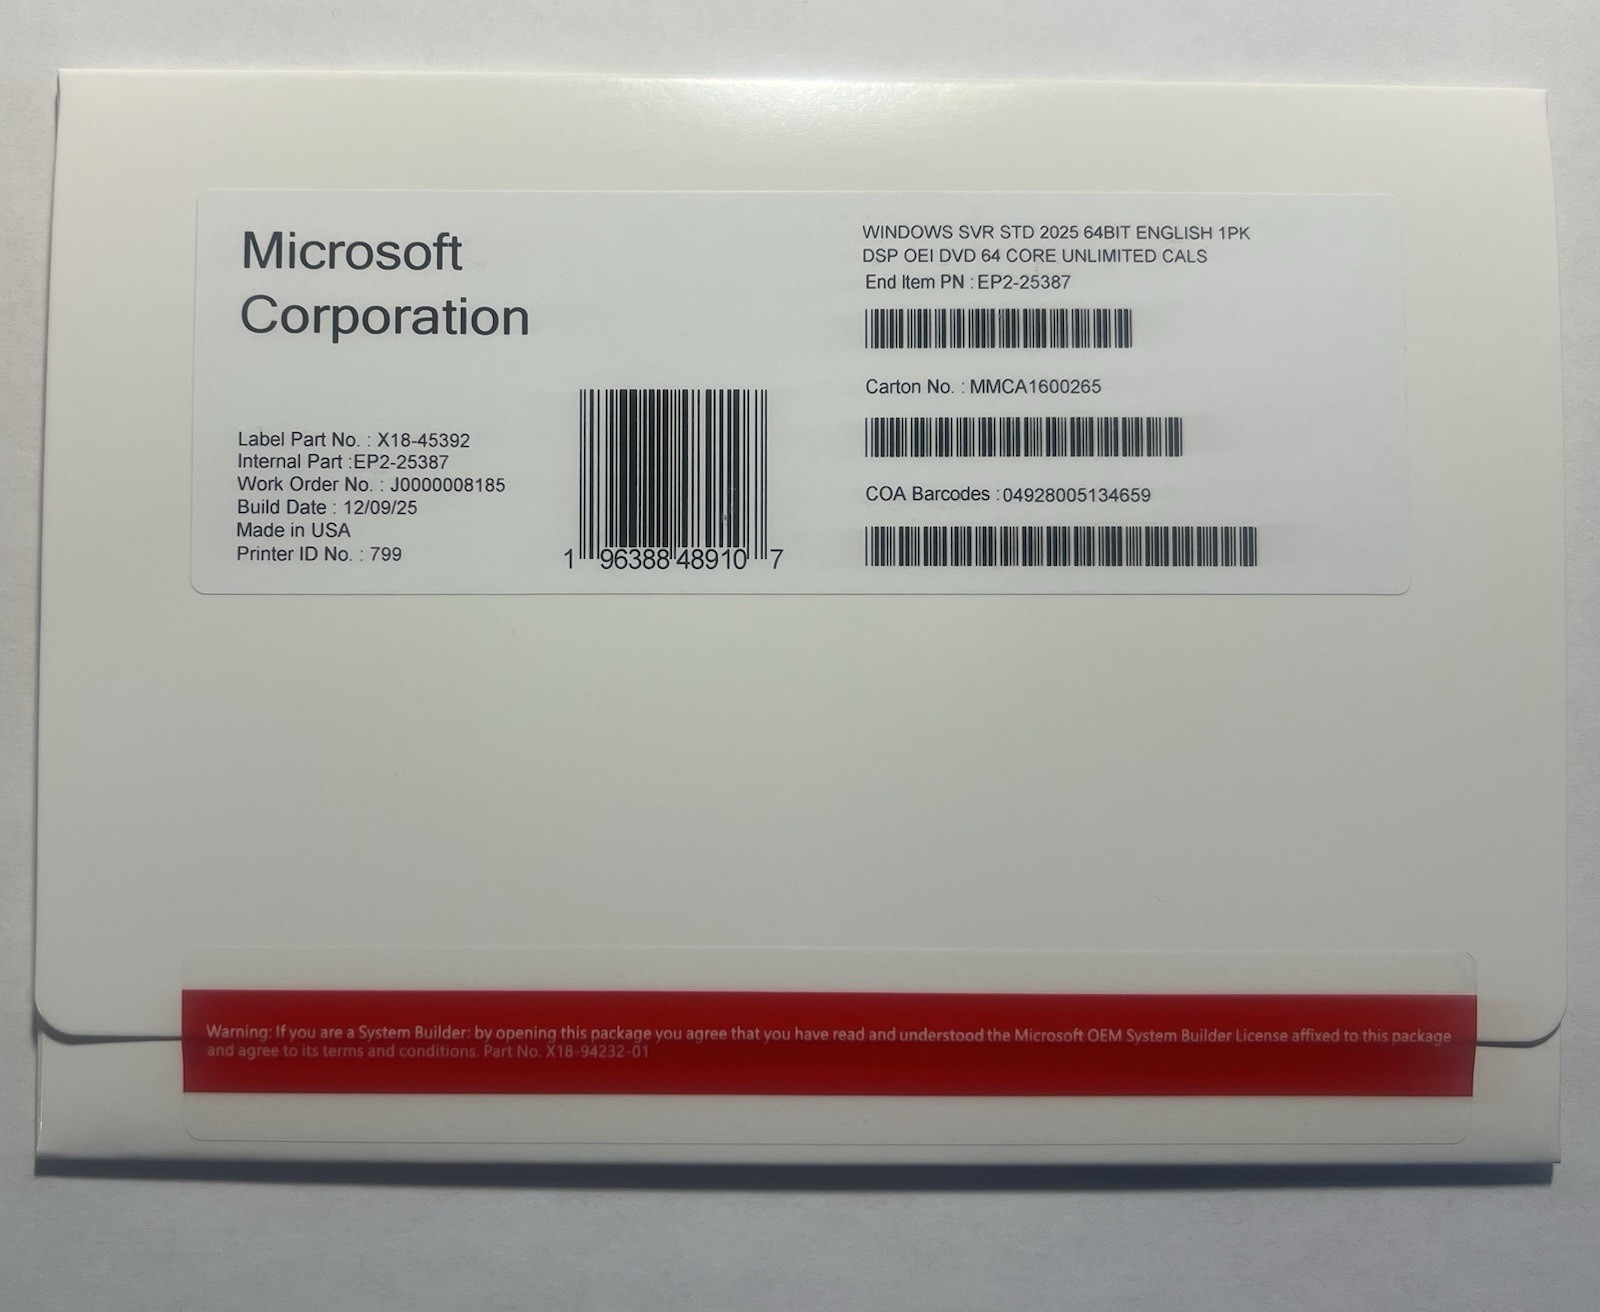 Microsoft
Corporation
Label Part No. : X18-45392
Internal Part :EP2-25387
Work Order No. : J0000008185
Build Date : 12/09/25
Made in USA
Printer ID No. : 799
1 96388 48910 7
WINDOWS SVR STD 2025 64BIT ENGLISH 1PK
DSP OEI DVD 64 CORE UNLIMITED CALS
End Item PN : EP2-25387
Carton No. : MMCA1600265
COA Barcodes : 04928005134659
Warning: If you are a System Builder: by opening this package you agree that you have read and understood the Microsoft OEM System Builder License affixed to this package
and agree to its terms and conditions. Part No. X18-94232-01